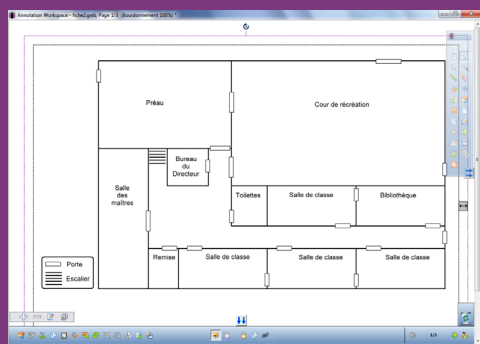 Annotation Workspace - fiche2.gwb; Page 1/3 (Bourdonnement 100%) *
Préau
Cour de récréation
Bureau
du
Directeur
Salle
des
maîtres
Toilettes
Salle de classe
Bibliothèque
Remise
Salle de classe
Salle de classe
Salle de classe
Porte
Escalier
1/3